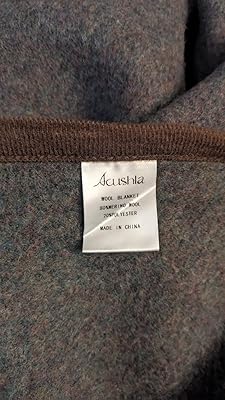 Acushla
WOOL BLANKET
80%MERINO WOOL
20%POLYESTER
MADE IN CHINA